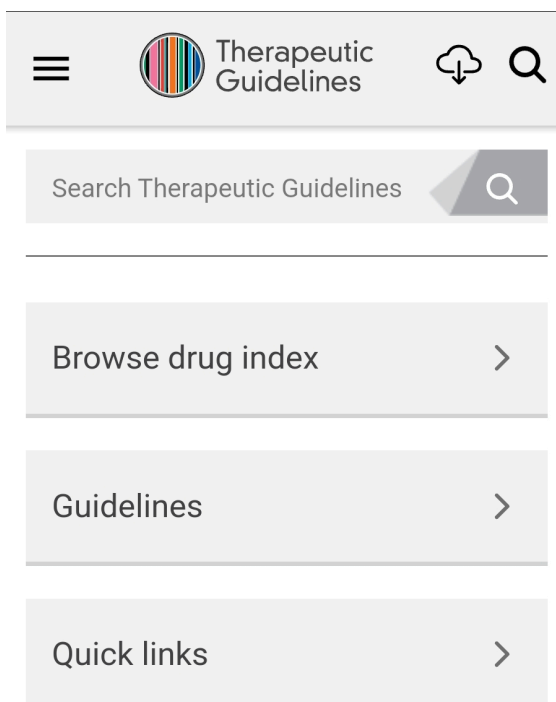 Therapeutic
Guidelines
Search Therapeutic Guidelines
Browse drug index
Guidelines
Quick links